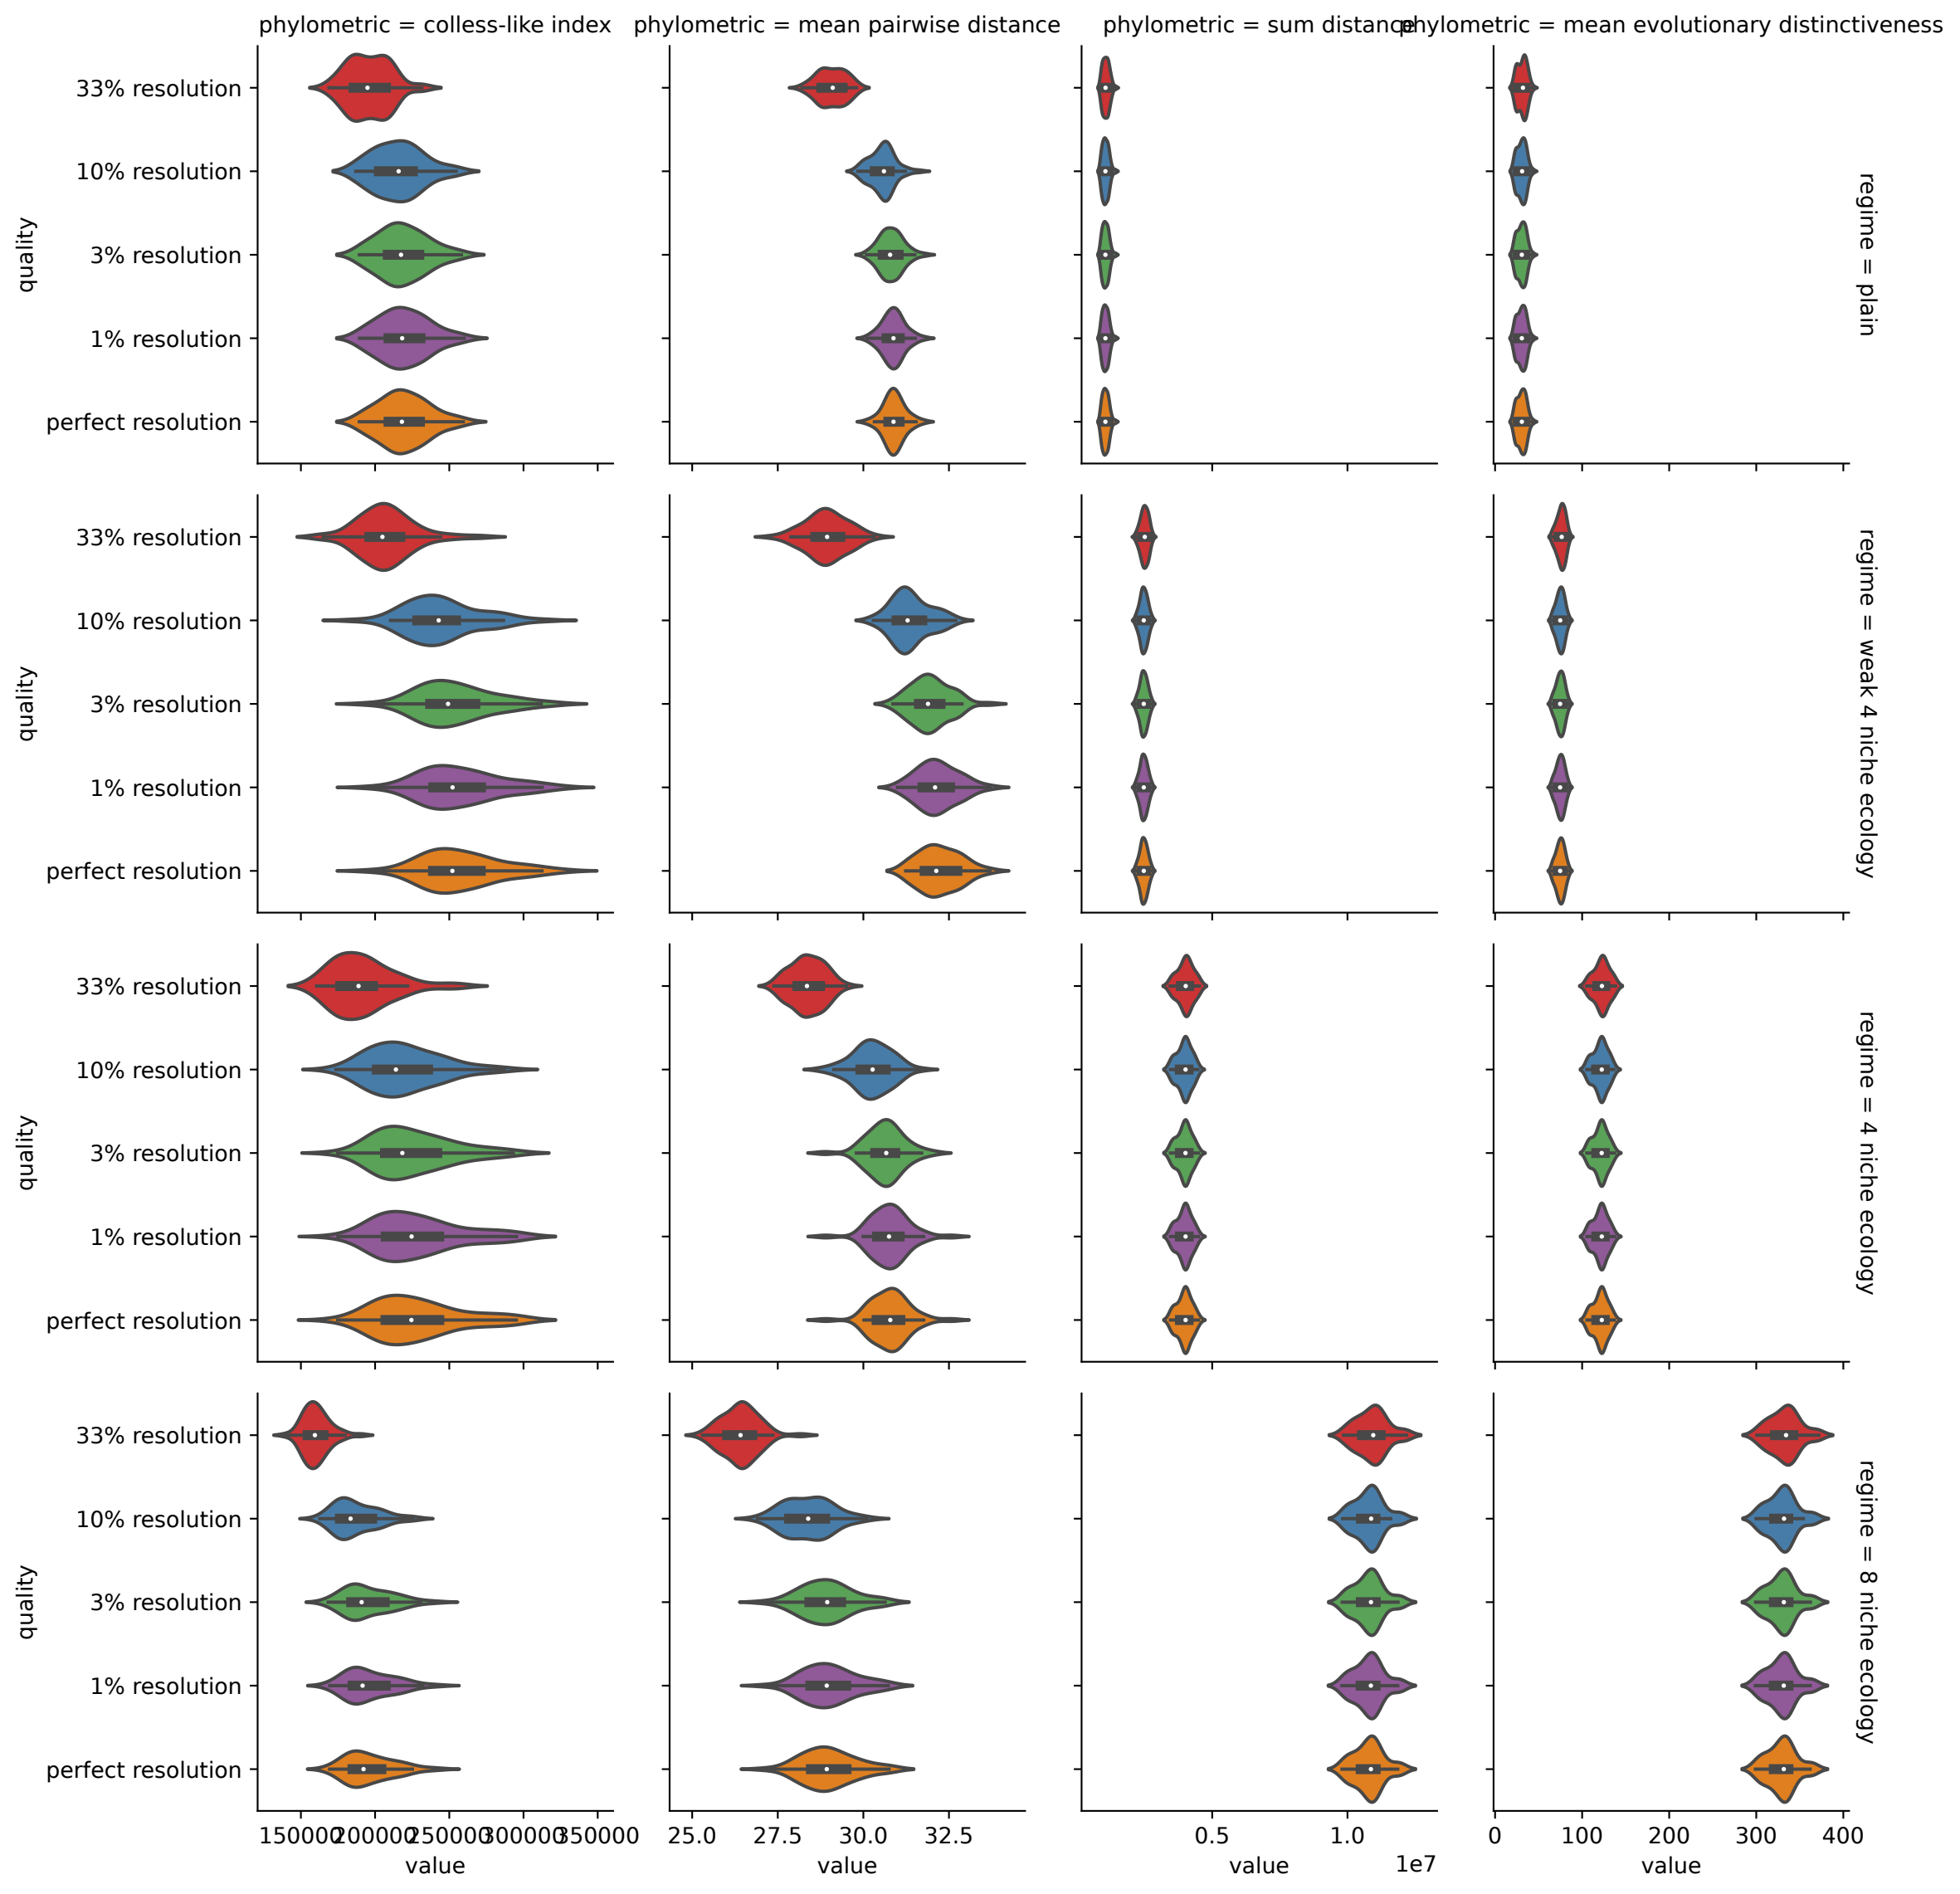 phylometric = colless-like index
phylometric = mean pairwise distance
phylometric = sum distance
phylometric = mean evolutionary distinctiveness
quality
33% resolution
10% resolution
3% resolution
1% resolution
perfect resolution
regime = plain
quality
33% resolution
10% resolution
3% resolution
1% resolution
perfect resolution
regime = weak 4 niche ecology
quality
33% resolution
10% resolution
3% resolution
1% resolution
perfect resolution
regime = 4 niche ecology
quality
33% resolution
10% resolution
3% resolution
1% resolution
perfect resolution
regime = 8 niche ecology
150000 200000 250000 300000 350000
value
25.0 27.5 30.0 32.5
value
0.5 1.0
1e7
value
0 100 200 300 400
value